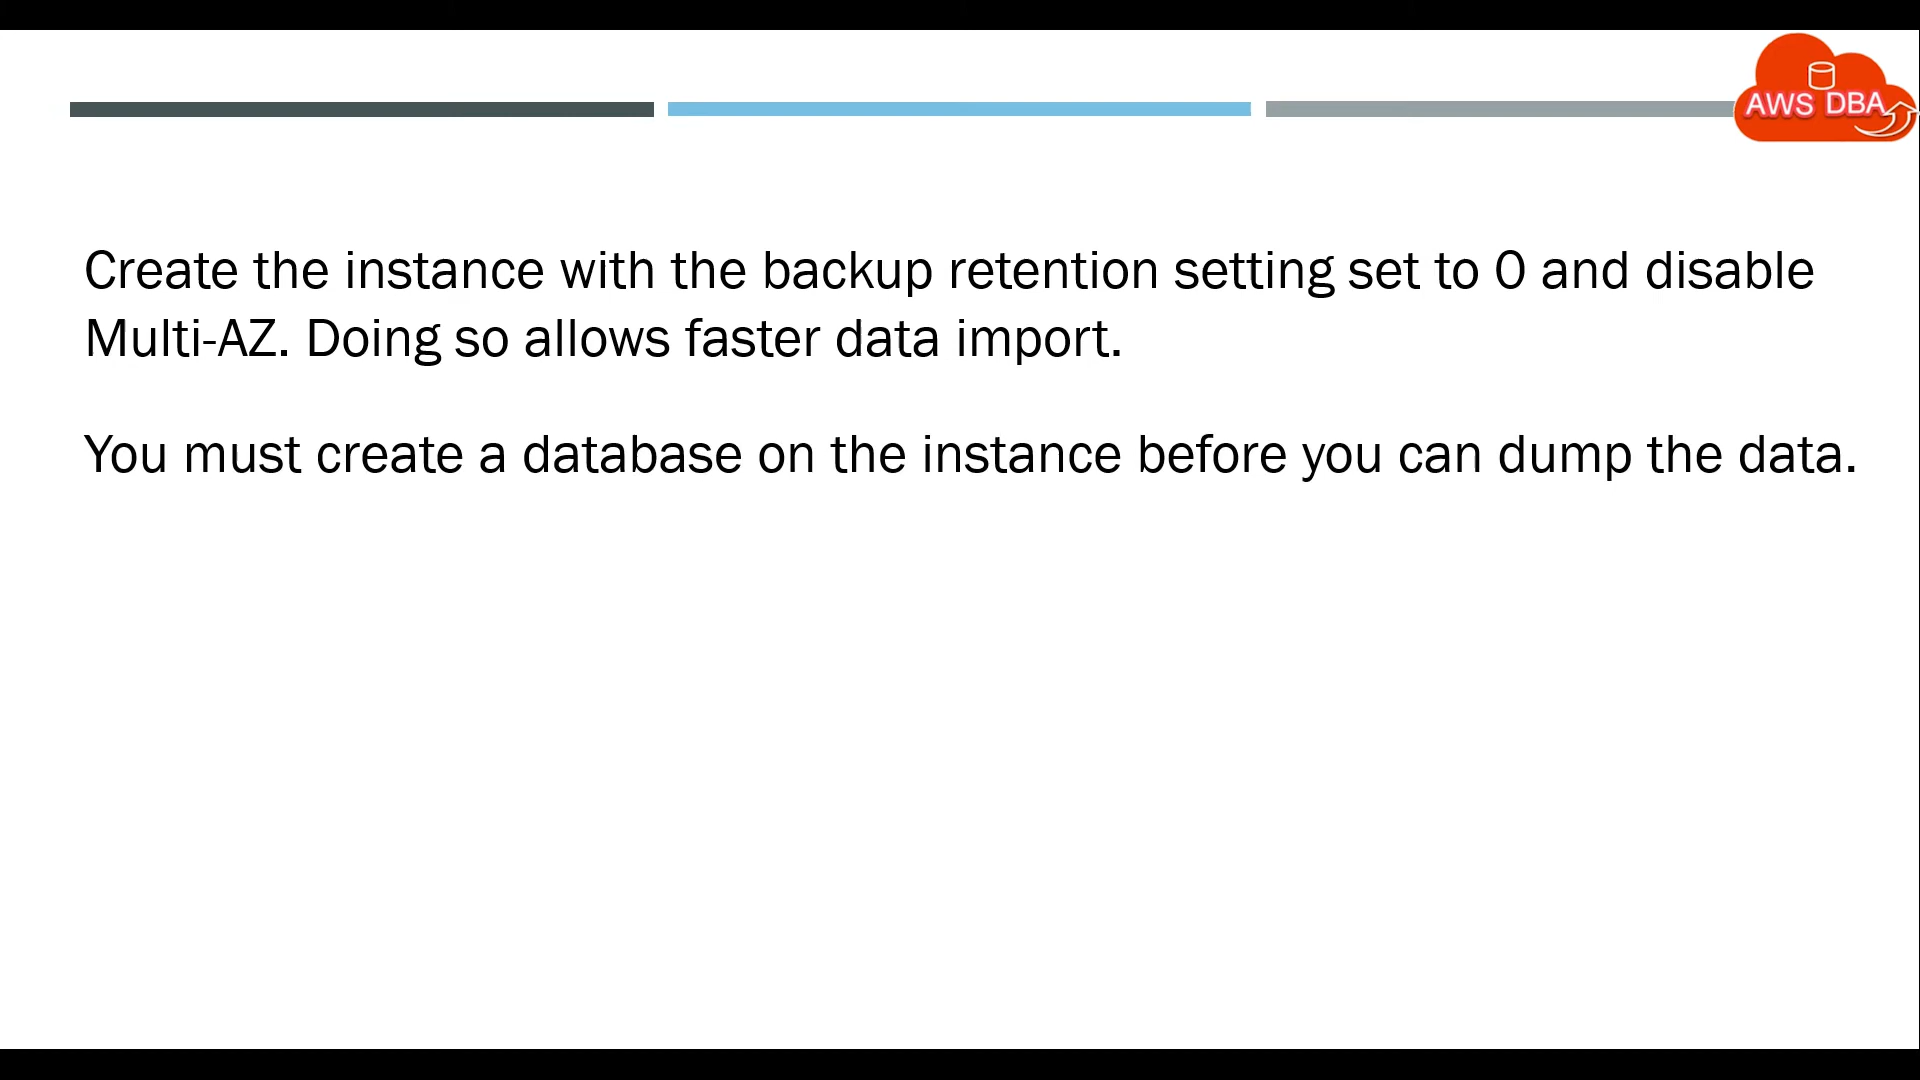 AWS DBA
Create the instance with the backup retention setting set to 0 and disable
Multi-AZ. Doing so allows faster data import.
You must create a database on the instance before you can dump the data.